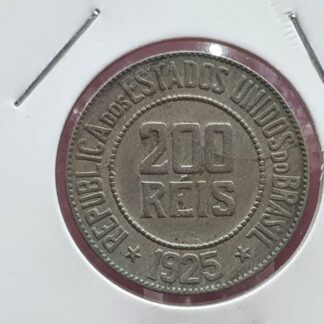 REPUBLICA DOS ESTADOS UNIDOS DO BRASIL
200
RÉIS
1925